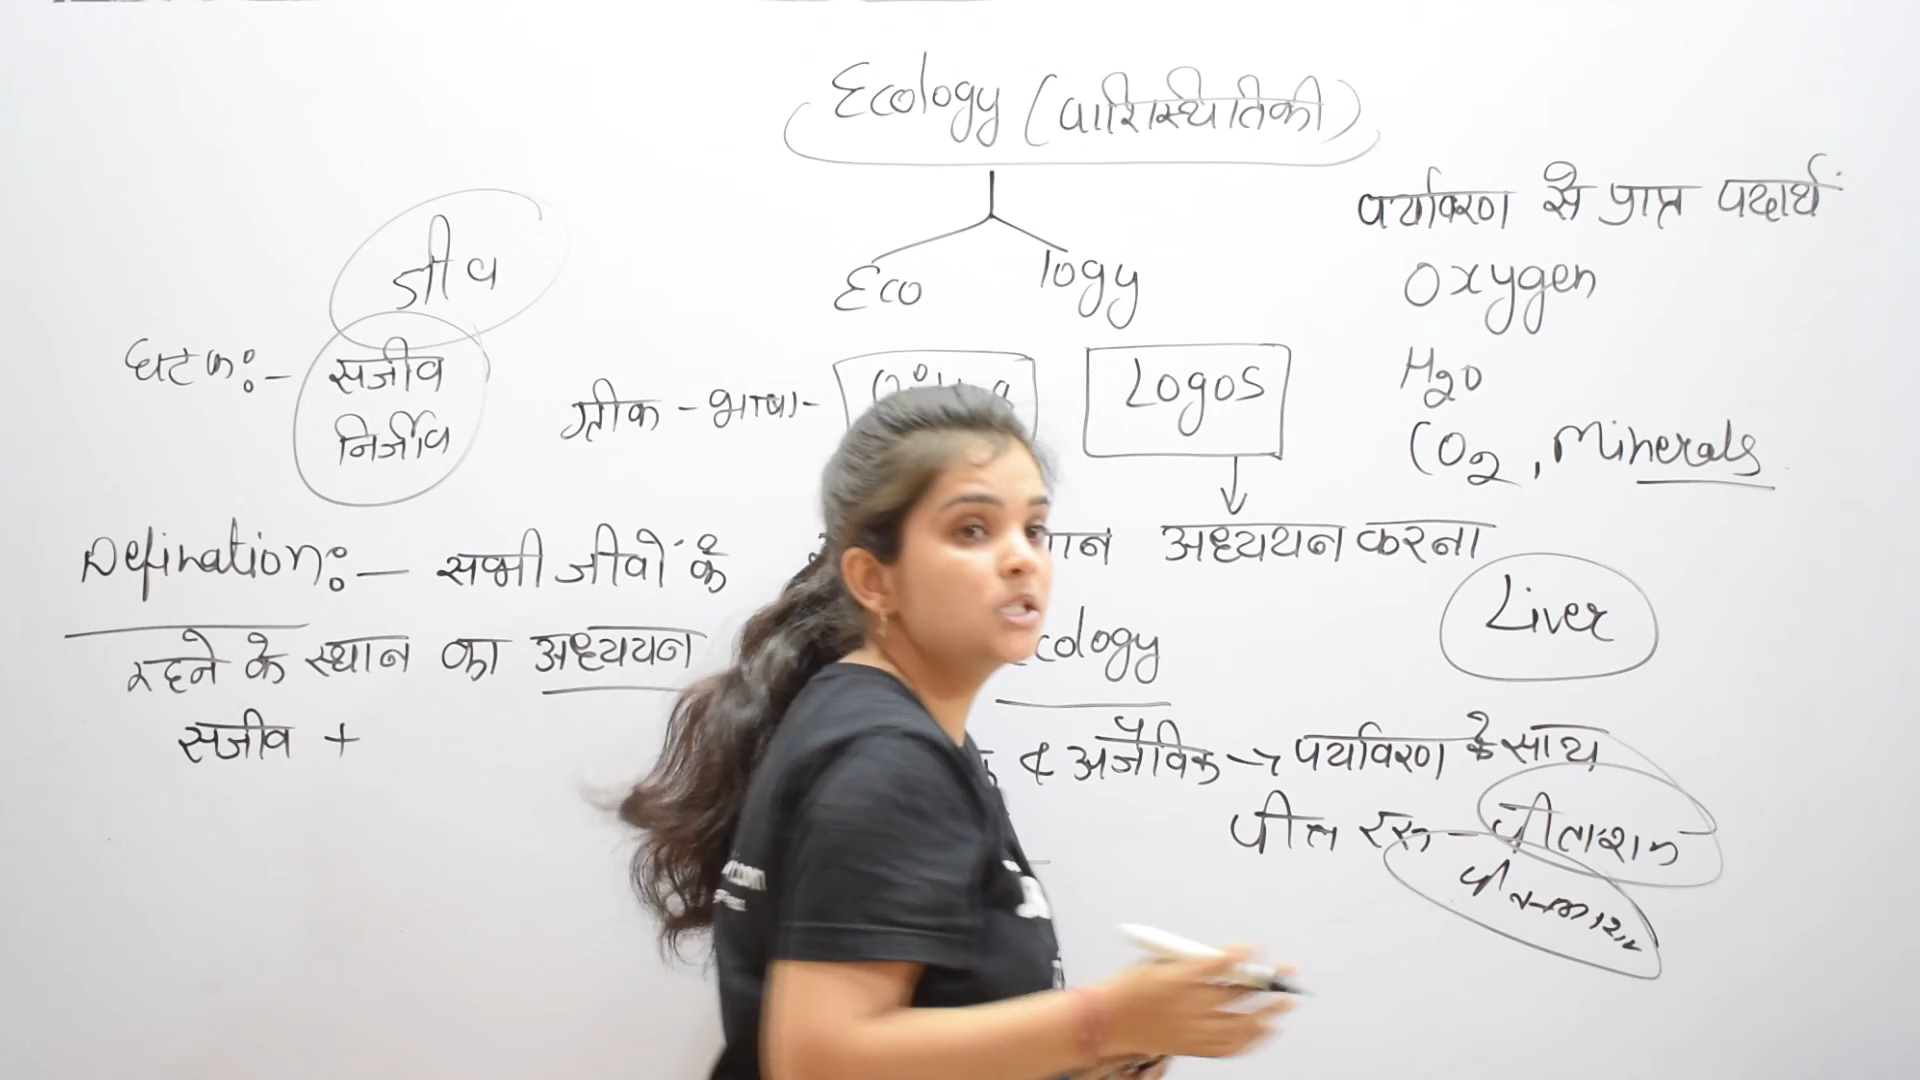 Ecology (पारिस्थितिकी)
Eco logy
पर्यावरण से प्राप्त पदार्थ
Oxygen
H2O
CO2, Minerals
जीव
घटक:- सजीव
निर्जीव
ग्रीक - भाषा-
Logos
अध्ययन करना
Defination:- सभी जीवों के
रहने के स्थान का अध्ययन
सजीव +
Liver
& अजैविक → पर्यावरण के साथ
पीत्त रस -